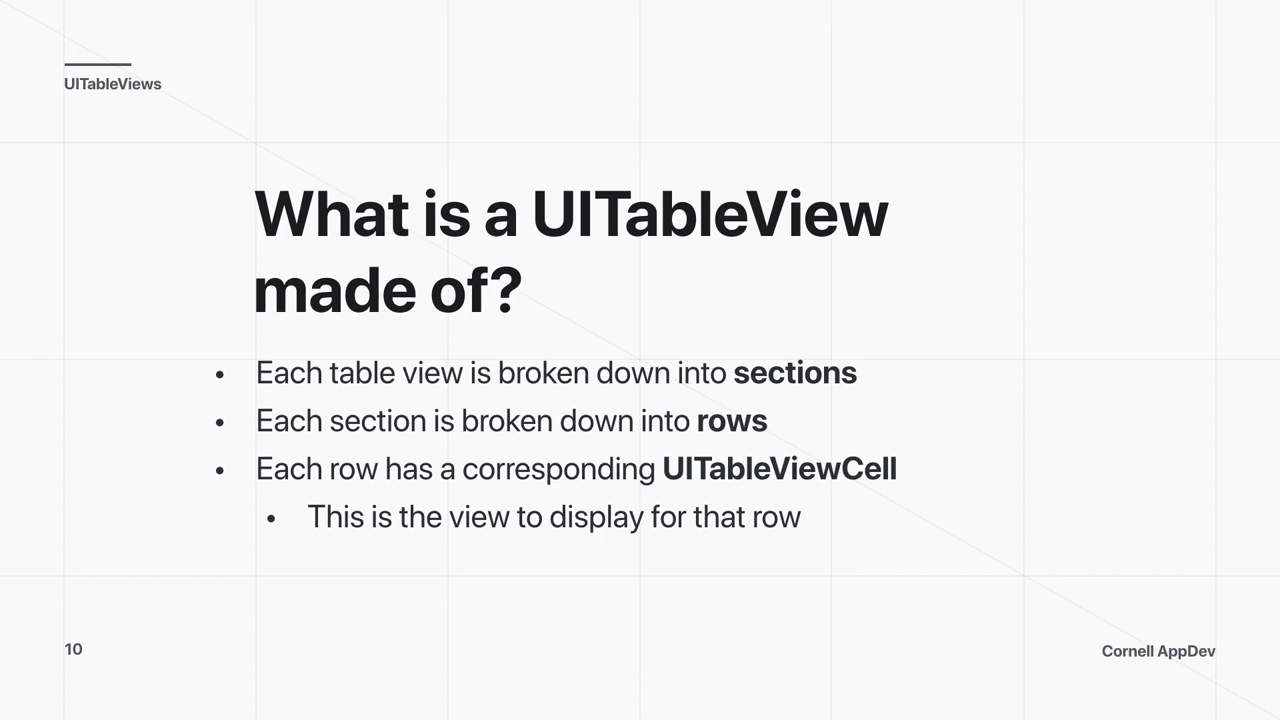 UITableViews
What is a UITableView
made of?
• Each table view is broken down into sections
• Each section is broken down into rows
• Each row has a corresponding UITableViewCell
• This is the view to display for that row
10
Cornell AppDev